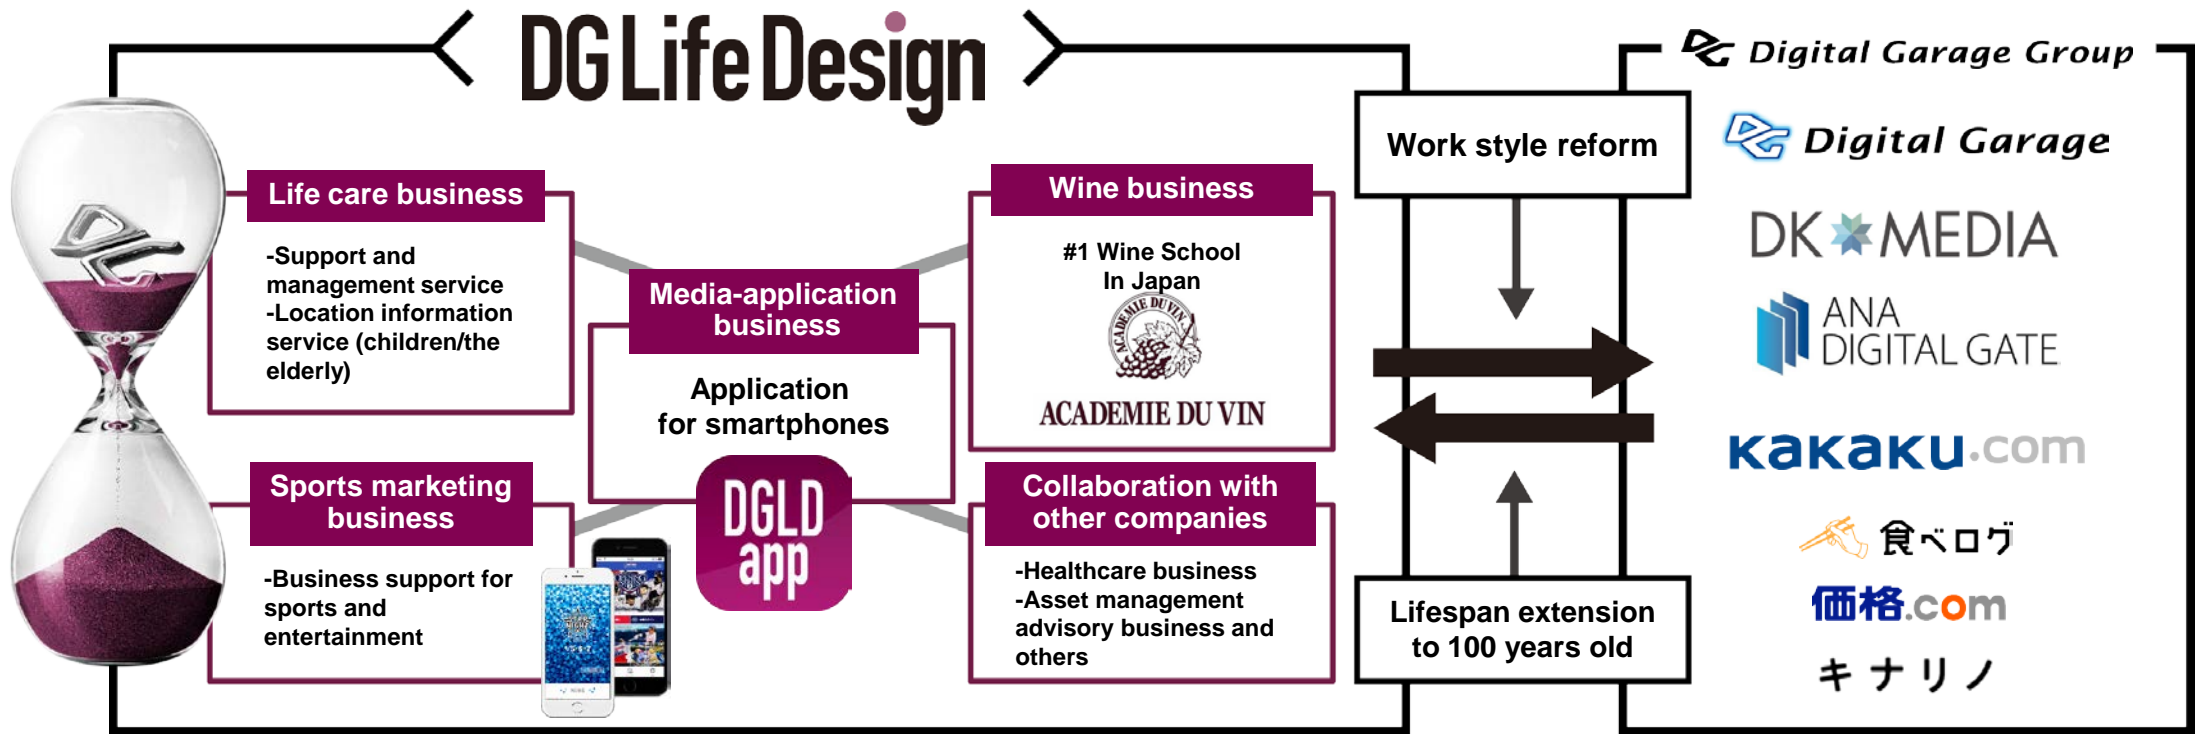 DG Life Design
Life care business
-Support and
management service
-Location information
service (children/the
elderly)
Sports marketing
business
-Business support for
sports and
entertainment
Media-application
business
Application
for smartphones
DGLD
app
Wine business
#1 Wine School
In Japan
ACADEMIE DU VIN
ACADEMIE DU VIN
Collaboration with
other companies
-Healthcare business
-Asset management
advisory business and
others
Work style reform
Lifespan extension
to 100 years old
Digital Garage Group
Digital Garage
DK MEDIA
ANA
DIGITAL GATE
kakaku.com
食べログ
価格.com
キナリノ